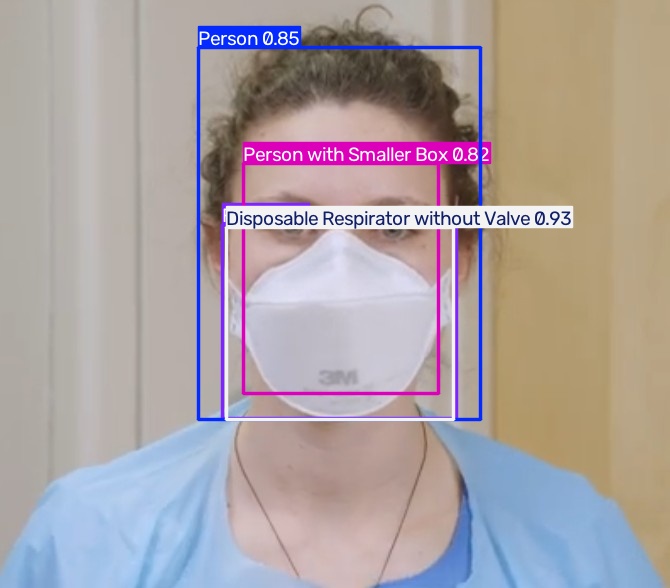 Person 0.85
Person with Smaller Box 0.82
Disposable Respirator without Valve 0.93
3M